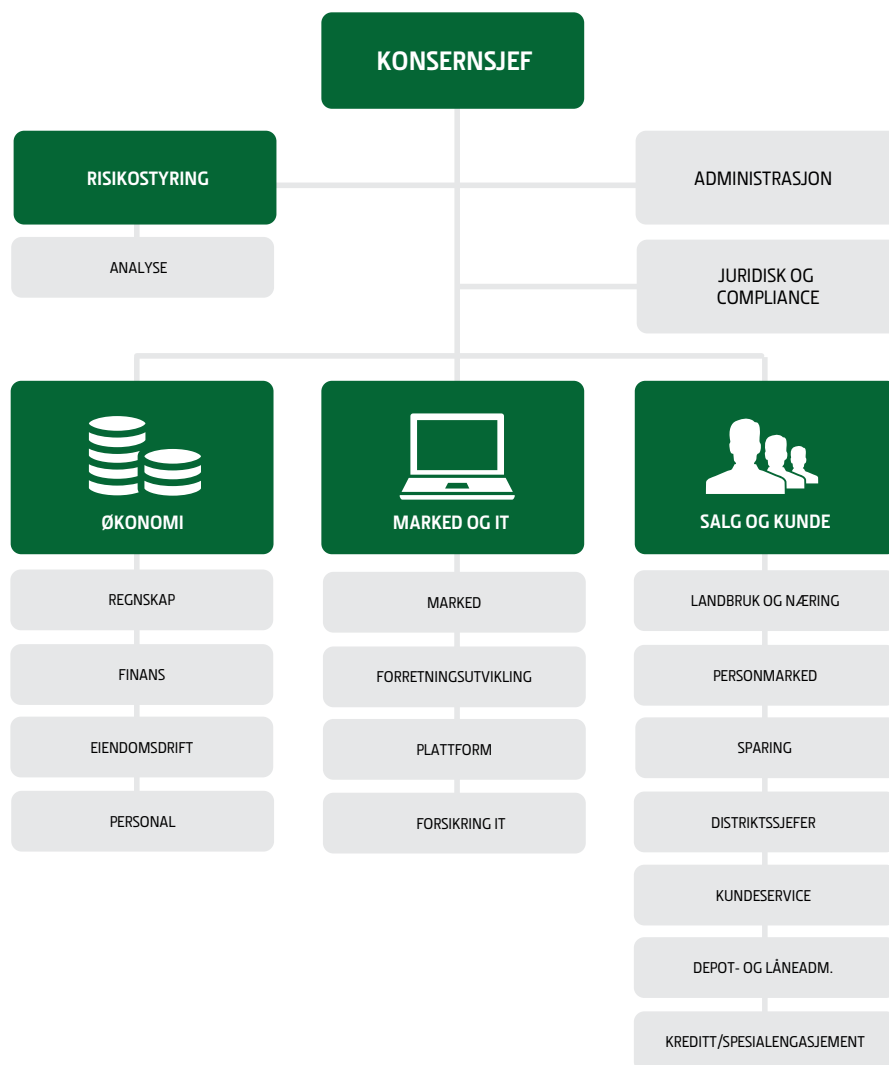 KONSERNSJEF
RISIKOSTYRING
ADMINISTRASJON
ANALYSE
JURIDISK OG
COMPLIANCE
ØKONOMI
REGNSKAP
FINANS
EIENDOMSDRIFT
PERSONAL
MARKED OG IT
MARKED
FORRETNINGSUTVIKLING
PLATTFORM
FORSIKRING IT
SALG OG KUNDE
LANDBRUK OG NÆRING
PERSONMARKED
SPARING
DISTRIKTSSJEFER
KUNDESERVICE
DEPOT- OG LÅNEADM.
KREDITT/SPESIALENGASJEMENT